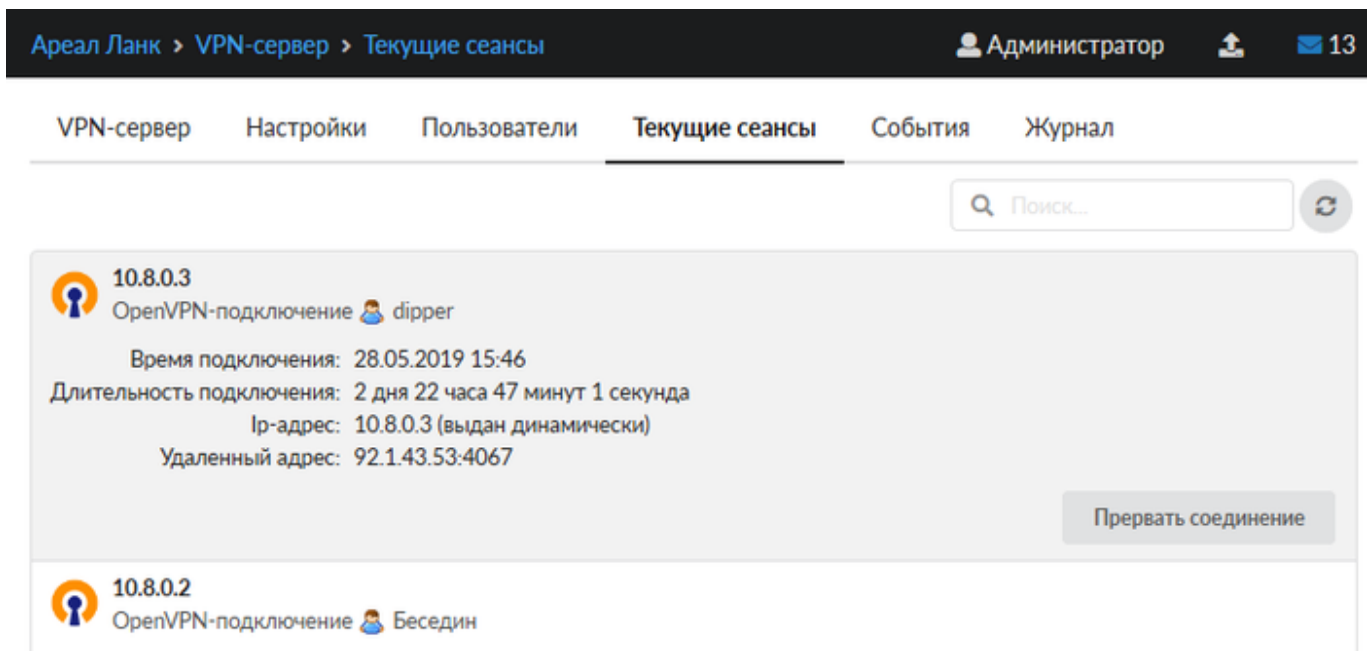 Ареал Ланк > VPN-сервер > Текущие сеансы Администратор 13
VPN-сервер Настройки Пользователи Текущие сеансы События Журнал
Поиск...
10.8.0.3
OpenVPN-подключение dipper
Время подключения: 28.05.2019 15:46
Длительность подключения: 2 дня 22 часа 47 минут 1 секунда
Ip-адрес: 10.8.0.3 (выдан динамически)
Удаленный адрес: 92.1.43.53:4067
Прервать соединение
10.8.0.2
OpenVPN-подключение Беседин